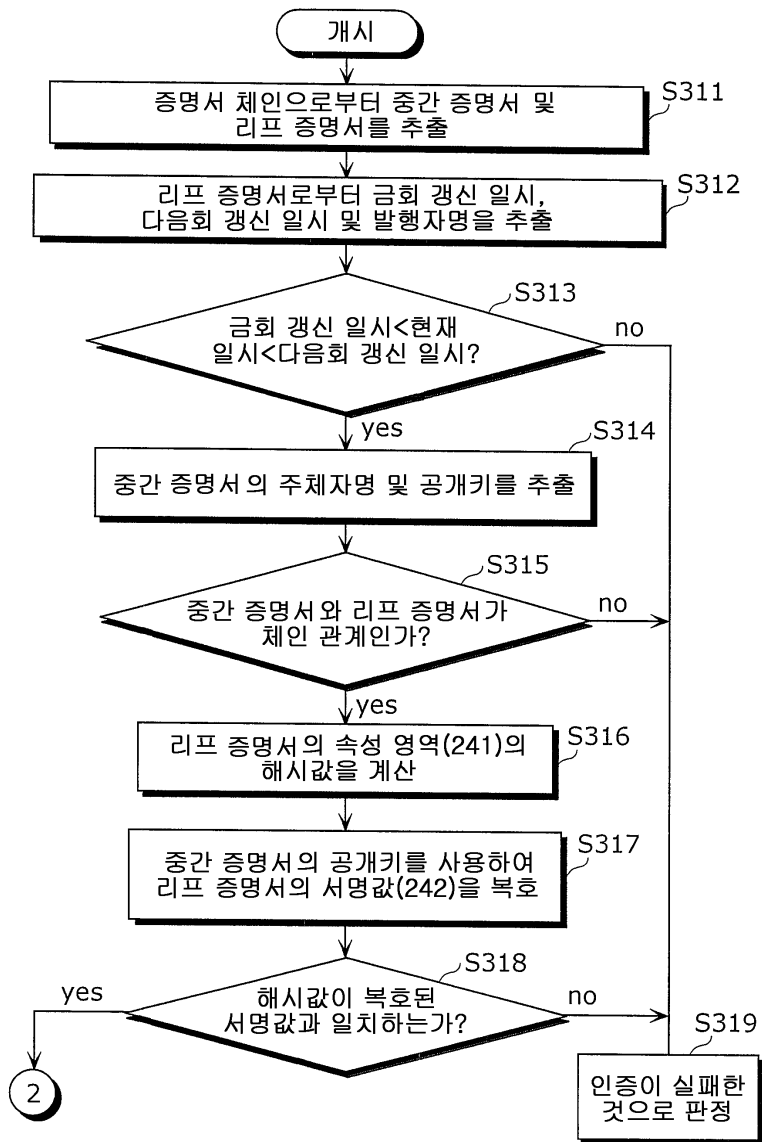 개시
S311
증명서 체인으로부터 중간 증명서 및
리프 증명서를 추출
S312
리프 증명서로부터 금회 갱신 일시,
다음회 갱신 일시 및 발행자명을 추출
S313
금회 갱신 일시<현재
일시<다음회 갱신 일시?
no
yes
S314
중간 증명서의 주체자명 및 공개키를 추출
S315
중간 증명서와 리프 증명서가
체인 관계인가?
no
yes
S316
리프 증명서의 속성 영역(241)의
해시값을 계산
S317
중간 증명서의 공개키를 사용하여
리프 증명서의 서명값(242)을 복호
S318
해시값이 복호된
서명값과 일치하는가?
yes
no
2
S319
인증이 실패한
것으로 판정